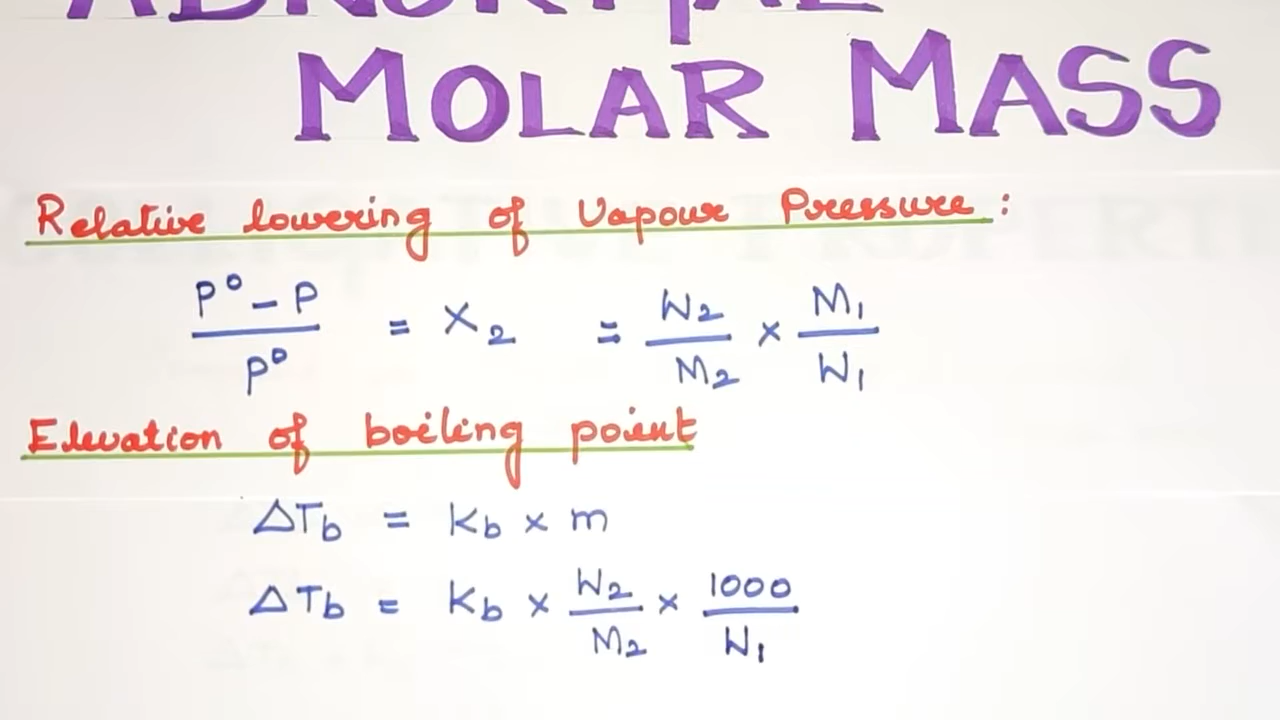 ABNORMAL
MOLAR MASS
Relative lowering of Vapour Pressure :
(P° - P) / P° = X₂ = W₂/M₂ × M₁/W₁
Elevation of boiling point
ΔTb = Kb × m
ΔTb = Kb × W₂/M₂ × 1000/W₁